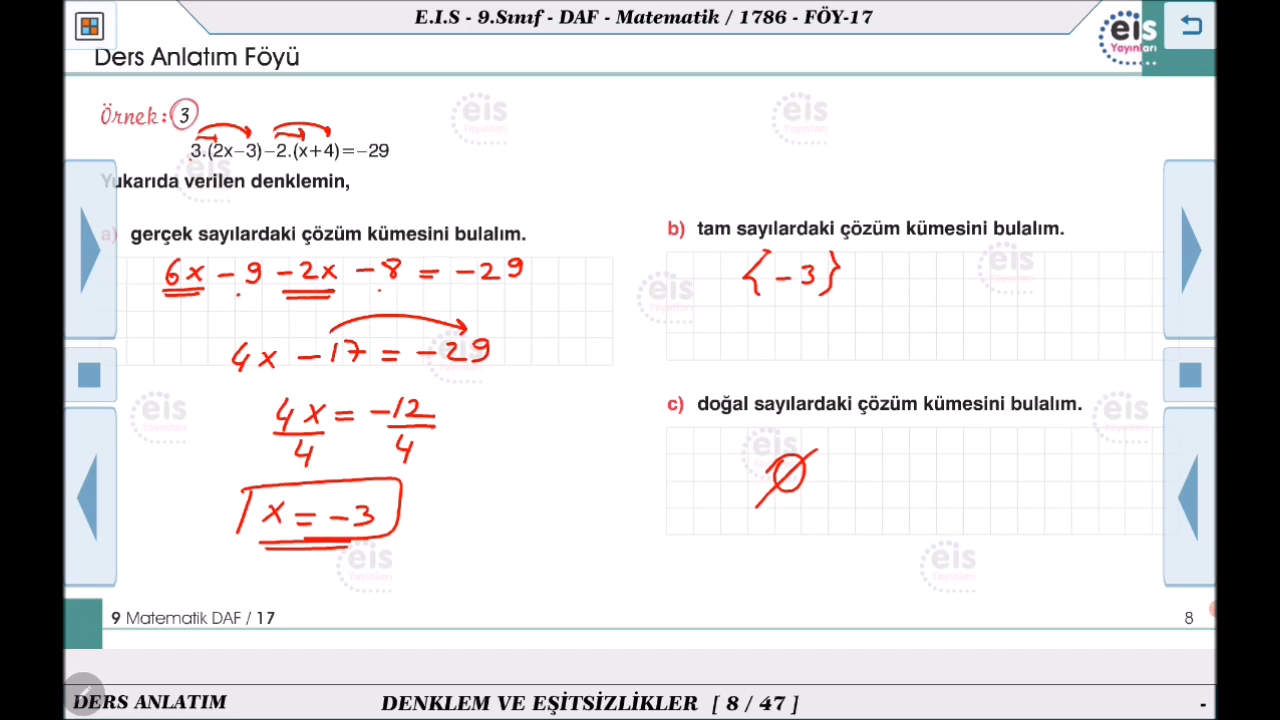 E.I.S - 9.Sınıf - DAF - Matematik / 1786 - FÖY-17
eis
Yayınları
Ders Anlatım Föyü
Örnek: 3
3.(2x−3)−2.(x+4)=−29
Yukarıda verilen denklemin,
a) gerçek sayılardaki çözüm kümesini bulalım.
6x - 9 - 2x - 8 = -29
4x - 17 = -29
4x/4 = -12/4
x = -3
b) tam sayılardaki çözüm kümesini bulalım.
{-3}
c) doğal sayılardaki çözüm kümesini bulalım.
∅
9 Matematik DAF / 17
8
DERS ANLATIM
DENKLEM VE EŞİTSİZLİKLER [ 8 / 47 ]
-